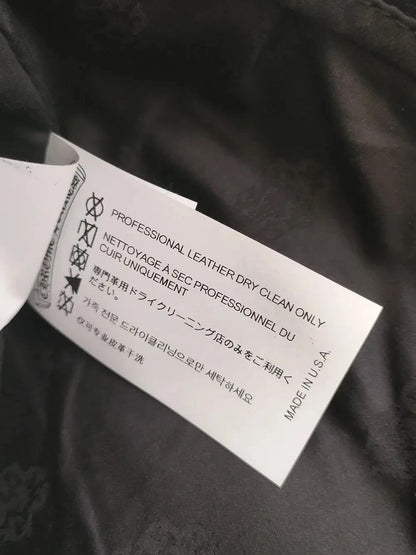 CHROME HEARTS
PROFESSIONAL LEATHER DRY CLEAN ONLY
NETTOYAGE À SEC PROFESSIONNEL DU
CUIR UNIQUEMENT
専門革用ドライクリーニング店のみをご利用く
ださい。
가죽 전문 드라이클리닝으로만 세탁하세요
仅可专业皮革干洗
MADE IN U.S.A.